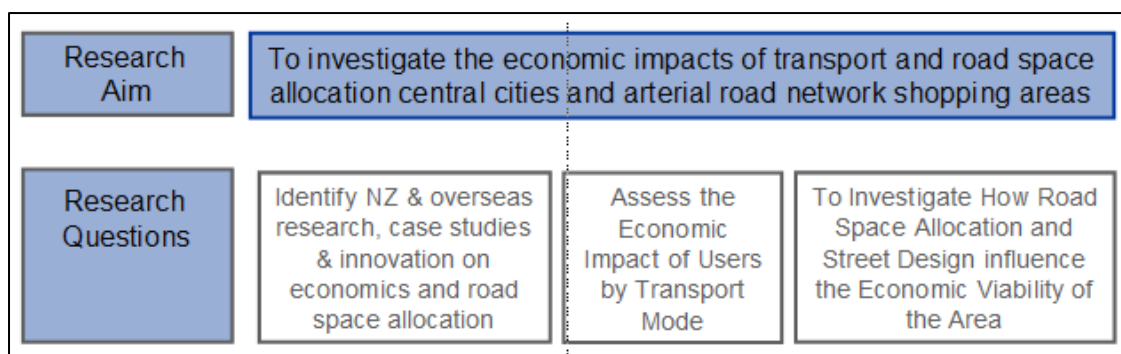 Research
Aim
To investigate the economic impacts of transport and road space
allocation central cities and arterial road network shopping areas
Research
Questions
Identify NZ & overseas
research, case studies
& innovation on
economics and road
space allocation
Assess the
Economic
Impact of Users
by Transport
Mode
To Investigate How Road
Space Allocation and
Street Design influence
the Economic Viability of
the Area